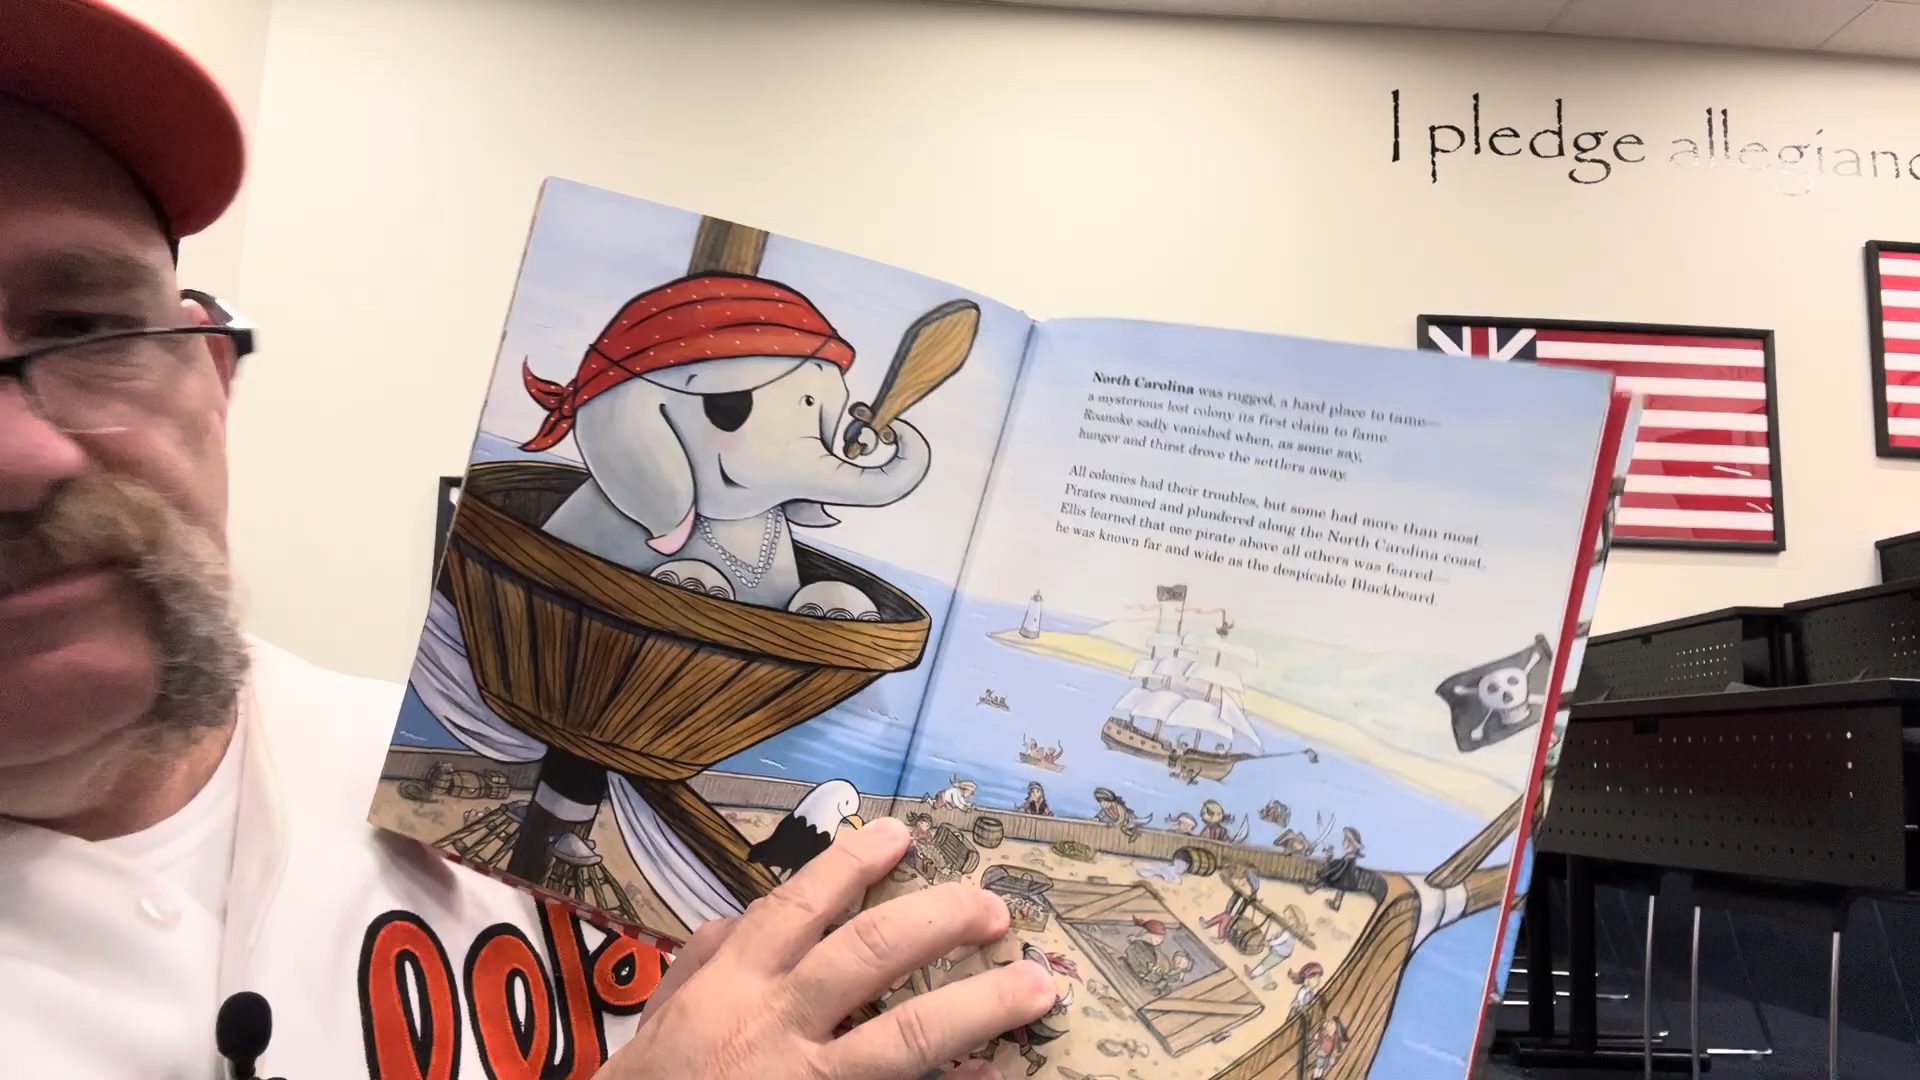 I pledge allegianc
North Carolina was rugged, a hard place to tame—
a mysterious lost colony its first claim to fame.
Roanoke sadly vanished when, as some say,
hunger and thirst drove the settlers away.
All colonies had their troubles, but some had more than most.
Pirates roamed and plundered along the North Carolina coast.
Ellis learned that one pirate above all others was feared—
he was known far and wide as the despicable Blackbeard.